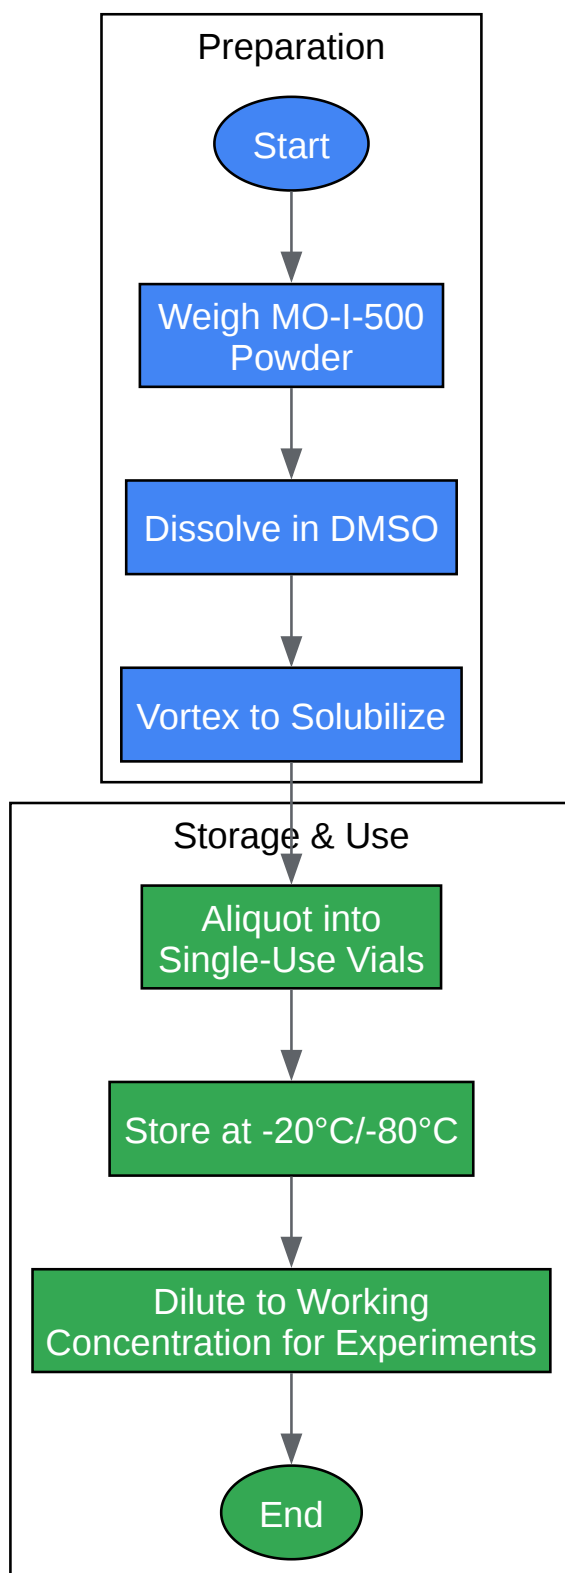 Preparation
Start
Weigh MO-I-500
Powder
Dissolve in DMSO
Vortex to Solubilize
Storage & Use
Aliquot into
Single-Use Vials
Store at -20°C/-80°C
Dilute to Working
Concentration for Experiments
End